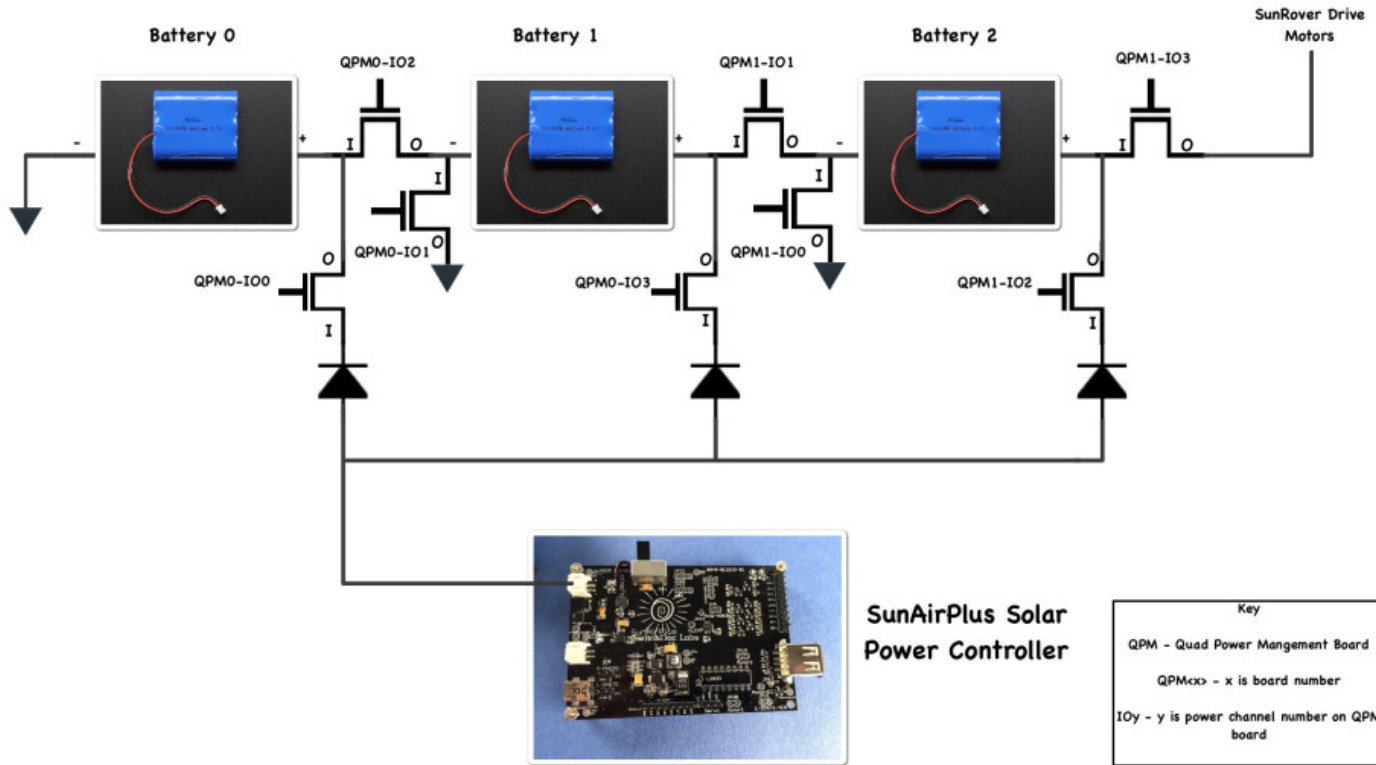 SunRover Drive
Motors
Battery 0
Battery 1
Battery 2
QPM0-IO2
QPM1-IO1
QPM1-IO3
-
+
I
O
-
+
I
O
-
+
I
O
I
O
QPM0-IO1
I
O
QPM1-IO0
QPM0-IO0
O
I
QPM0-IO3
O
I
QPM1-IO2
O
I
SunAirPlus Solar
Power Controller
Key
QPM - Quad Power Mangement Board
QPM<x> - x is board number
IOy - y is power channel number on QPM
board